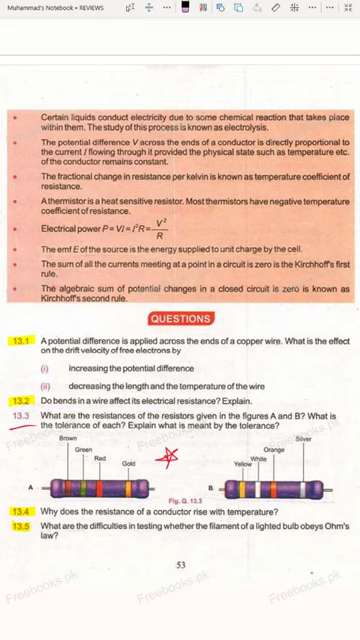 Muhammad's Notebook • REVIEWS
Certain liquids conduct electricity due to some chemical reaction that takes place
within them. The study of this process is known as electrolysis.
The potential difference V across the ends of a conductor is directly proportional to
the current I flowing through it provided the physical state such as temperature etc.
of the conductor remains constant.
The fractional change in resistance per kelvin is known as temperature coefficient of
resistance.
A thermistor is a heat sensitive resistor. Most thermistors have negative temperature
coefficient of resistance.
Electrical power P = VI = I²R = V²/R
The emf E of the source is the energy supplied to unit charge by the cell.
The sum of all the currents meeting at a point in a circuit is zero is the Kirchhoff's first
rule.
The algebraic sum of potential changes in a closed circuit is zero is known as
Kirchhoff's second rule.
QUESTIONS
13.1 A potential difference is applied across the ends of a copper wire. What is the effect
on the drift velocity of free electrons by
(i) increasing the potential difference
(ii) decreasing the length and the temperature of the wire
13.2 Do bends in a wire affect its electrical resistance? Explain.
13.3 What are the resistances of the resistors given in the figures A and B? What is
the tolerance of each? Explain what is meant by the tolerance?
Brown
Green
Red
Gold
A
Silver
Orange
White
Yellow
B.
Fig. Q. 13.3
13.4 Why does the resistance of a conductor rise with temperature?
13.5 What are the difficulties in testing whether the filament of a lighted bulb obeys Ohm's
law?
53
Freebooks.pk
Freebooks.pk
Freebooks.pk